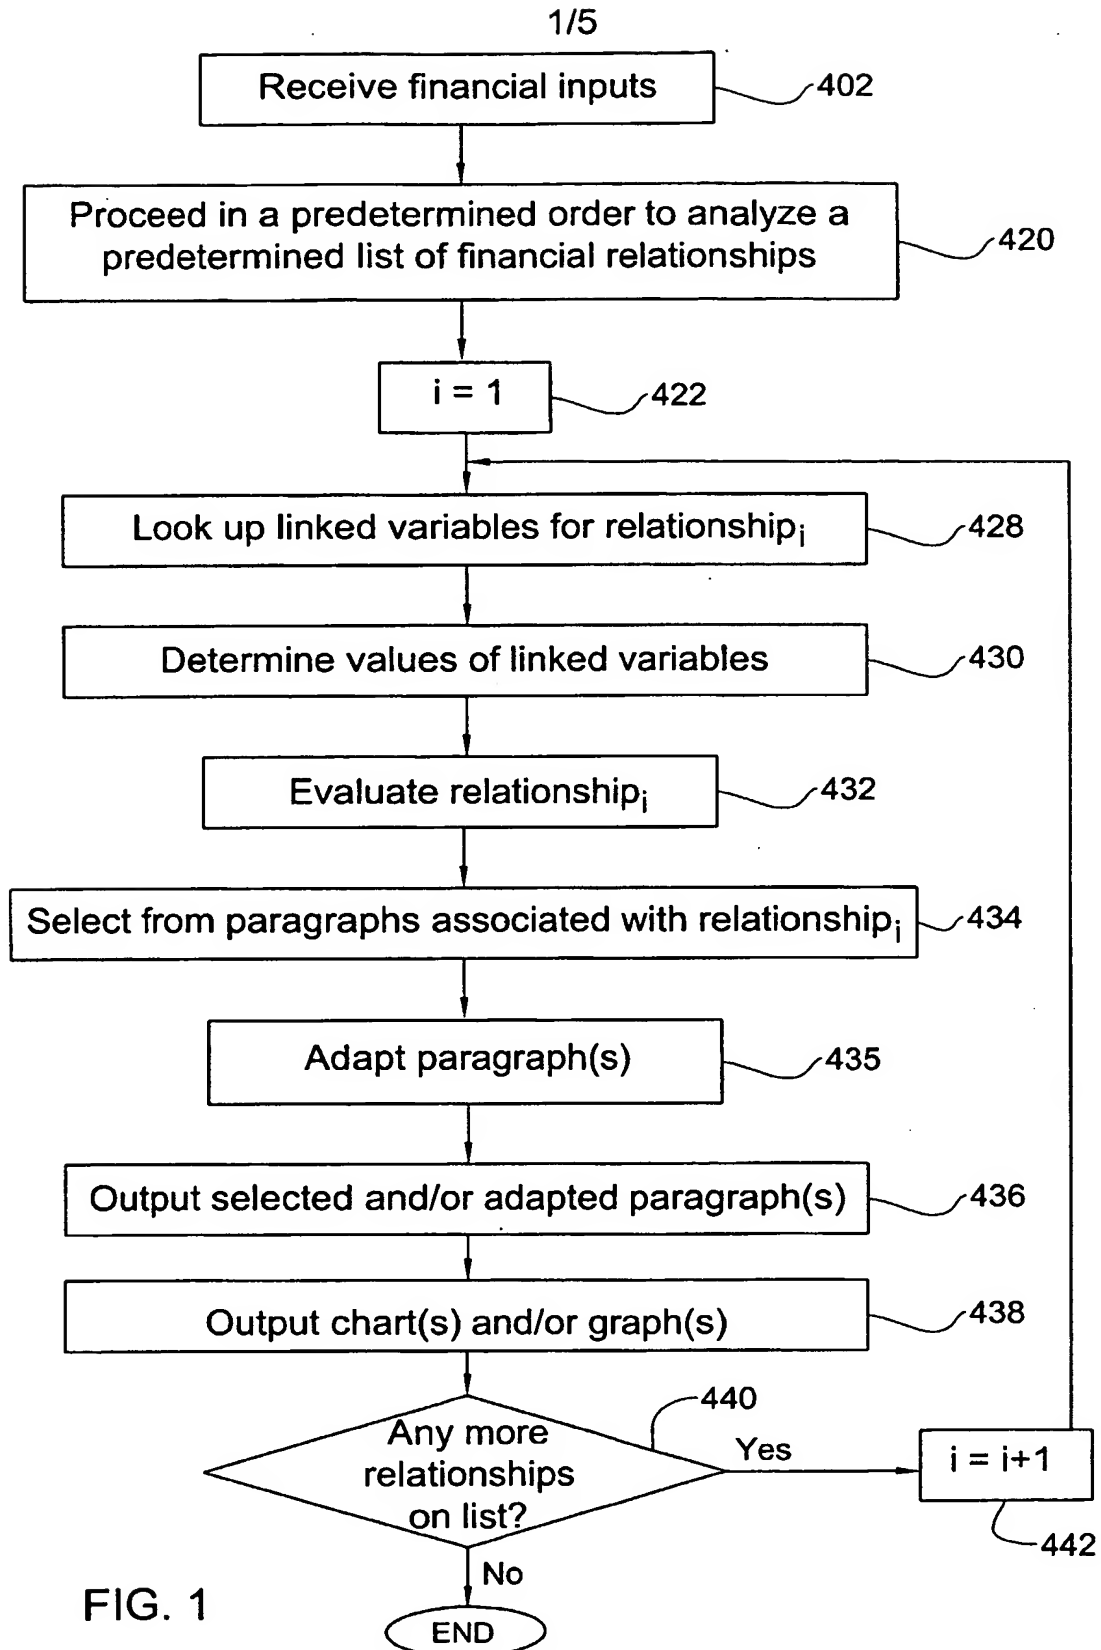 1/5
Receive financial inputs
402
Proceed in a predetermined order to analyze a
predetermined list of financial relationships
420
i = 1
422
Look up linked variables for relationshipi
428
Determine values of linked variables
430
Evaluate relationshipi
432
Select from paragraphs associated with relationshipi
434
Adapt paragraph(s)
435
Output selected and/or adapted paragraph(s)
436
Output chart(s) and/or graph(s)
438
440
Any more
relationships
on list?
Yes
i = i+1
442
No
FIG. 1
END